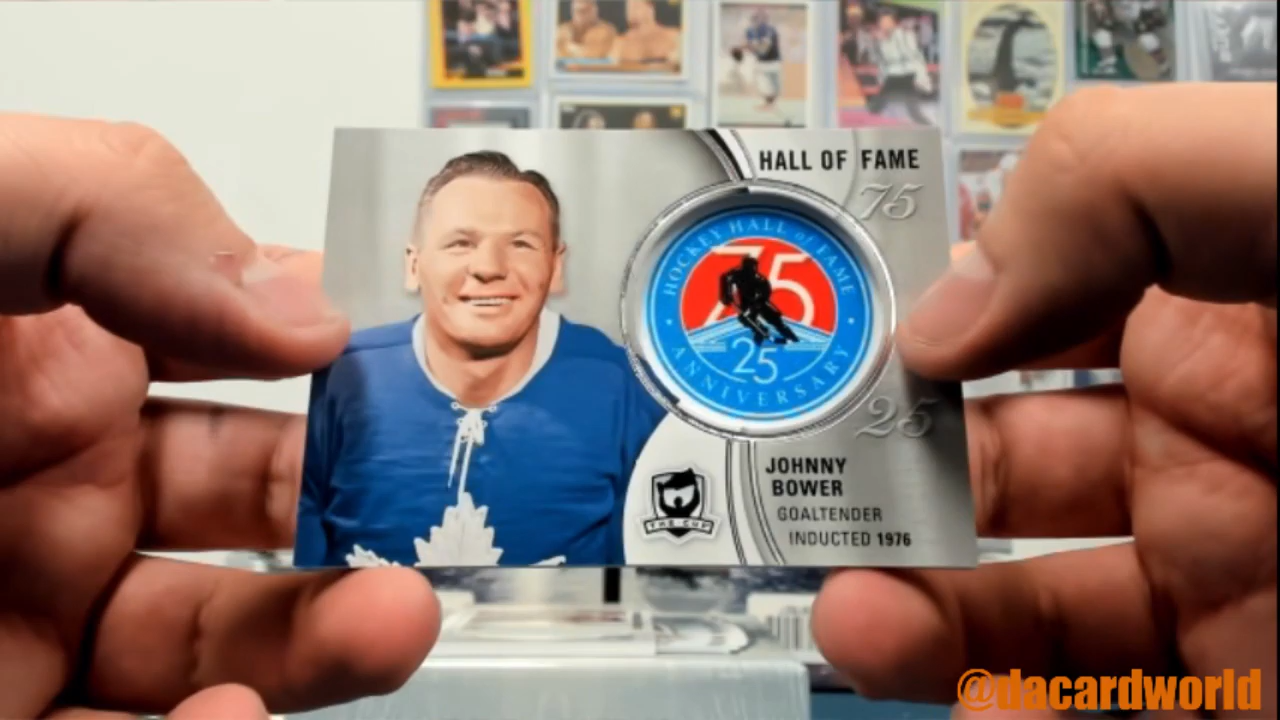 HALL OF FAME
75
HOCKEY HALL of FAME
75
25
ANNIVERSARY
25
JOHNNY
BOWER
GOALTENDER
INDUCTED 1976
THE CUP
@dacardworld